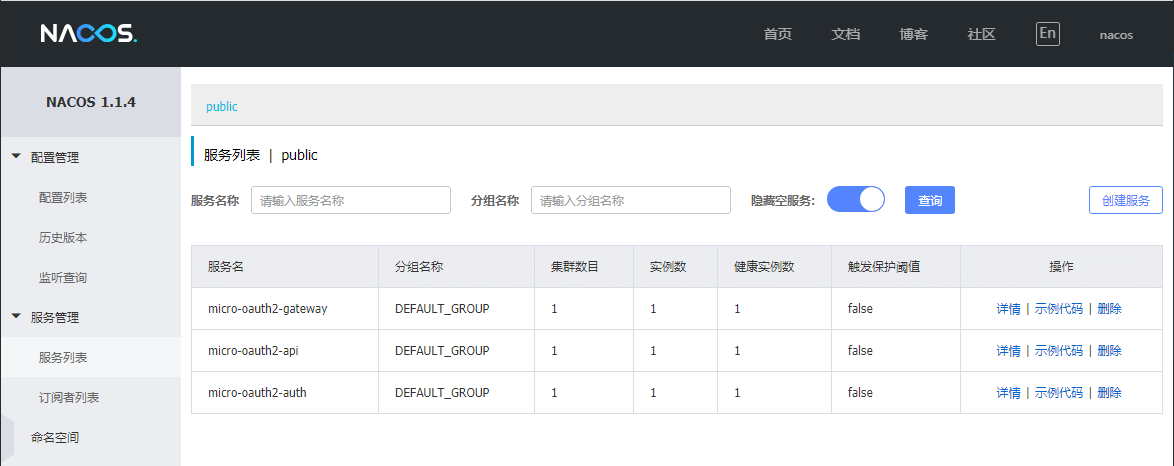 NACOS. 首页 文档 博客 社区 En nacos
NACOS 1.1.4
public
配置管理
服务列表 | public
配置列表
服务名称 请输入服务名称 分组名称 请输入分组名称 隐藏空服务: 查询 创建服务
历史版本
监听查询
服务名 分组名称 集群数目 实例数 健康实例数 触发保护阈值 操作
服务管理
micro-oauth2-gateway DEFAULT_GROUP 1 1 1 false 详情 | 示例代码 | 删除
服务列表
micro-oauth2-api DEFAULT_GROUP 1 1 1 false 详情 | 示例代码 | 删除
订阅者列表
micro-oauth2-auth DEFAULT_GROUP 1 1 1 false 详情 | 示例代码 | 删除
命名空间